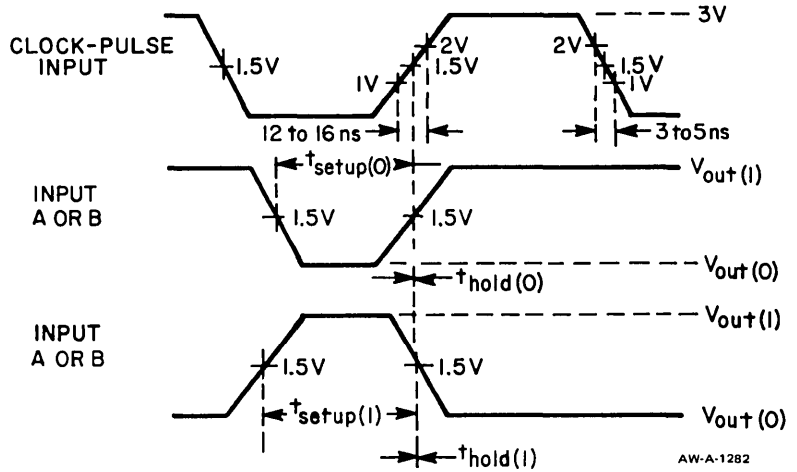 3V
CLOCK-PULSE
INPUT
1.5V
2V
1.5V
1V
2V
1.5V
1V
12 to 16 ns
3 to 5 ns
tsetup(0)
INPUT
A OR B
1.5V
1.5V
Vout(1)
Vout(0)
thold(0)
INPUT
A OR B
1.5V
1.5V
Vout(1)
tsetup(1)
Vout(0)
thold(1)
AW-A-1282